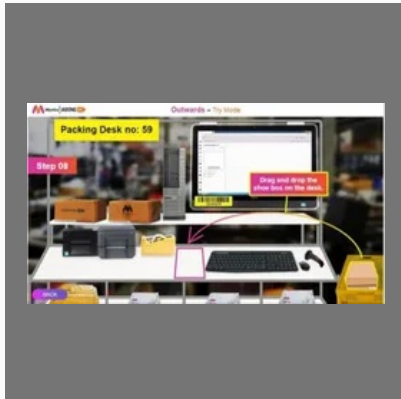 Outwards - Try Mode
Packing Desk no: 59
Step 08
Drag and drop the
shoe box on the desk.
BACK